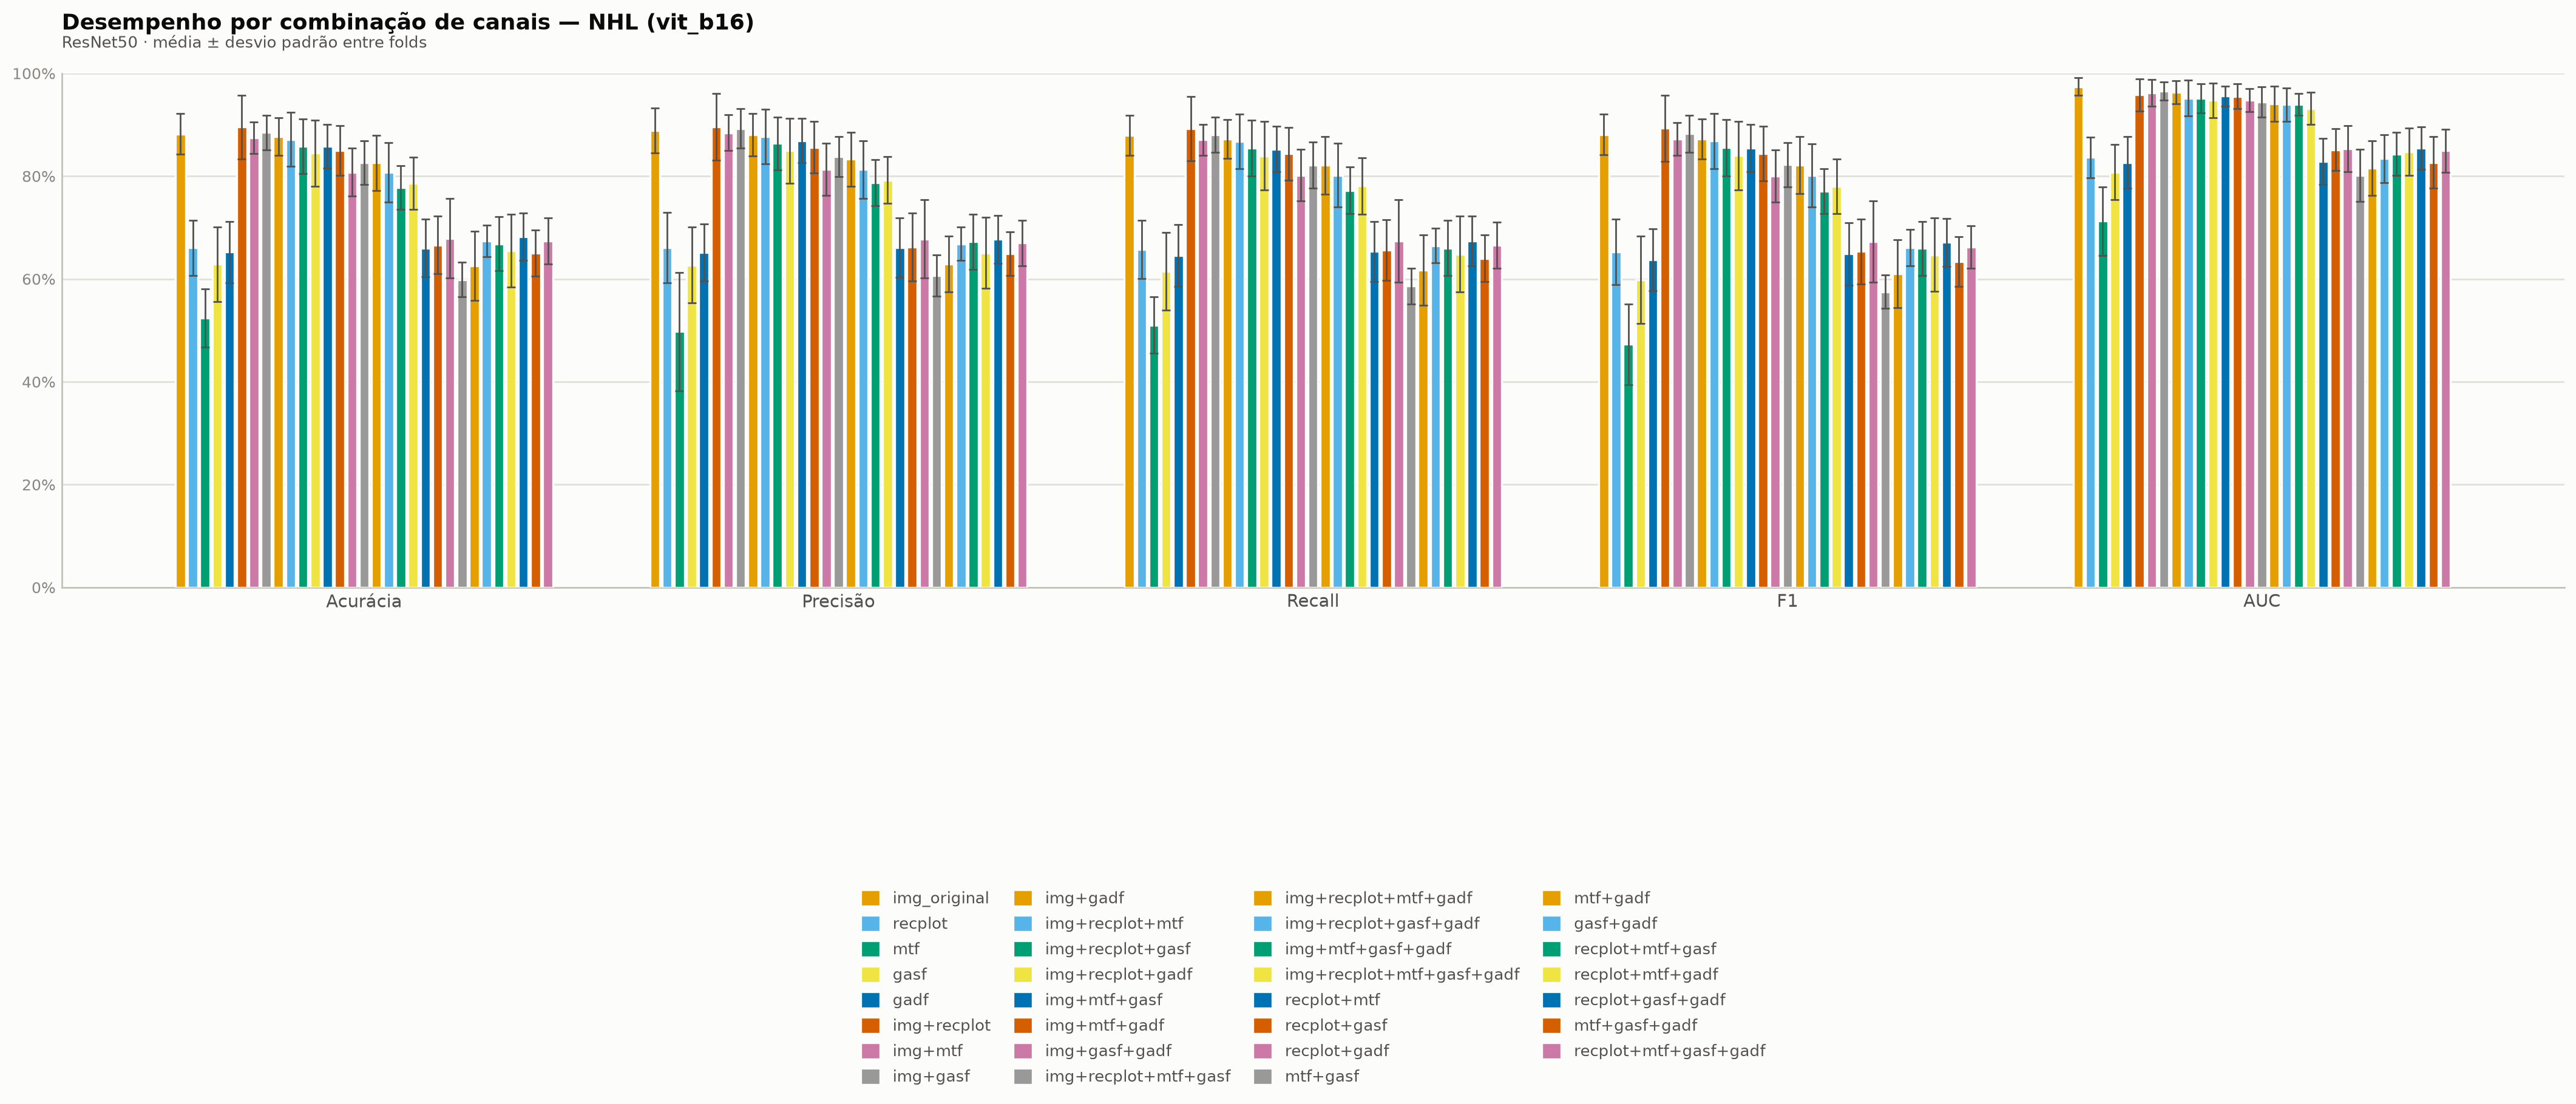 Desempenho por combinação de canais — NHL (vit_b16)
ResNet50 · média ± desvio padrão entre folds
100%
80%
60%
40%
20%
0%
Acurácia Precisão Recall F1 AUC
img_original img+gadf img+recplot+mtf+gadf mtf+gadf
recplot img+recplot+mtf img+recplot+gasf+gadf gasf+gadf
mtf img+recplot+gasf img+mtf+gasf+gadf recplot+mtf+gasf
gasf img+recplot+gadf img+recplot+mtf+gasf+gadf recplot+mtf+gadf
gadf img+mtf+gasf recplot+mtf recplot+gasf+gadf
img+recplot img+mtf+gadf recplot+gasf mtf+gasf+gadf
img+mtf img+gasf+gadf recplot+gadf recplot+mtf+gasf+gadf
img+gasf img+recplot+mtf+gasf mtf+gasf